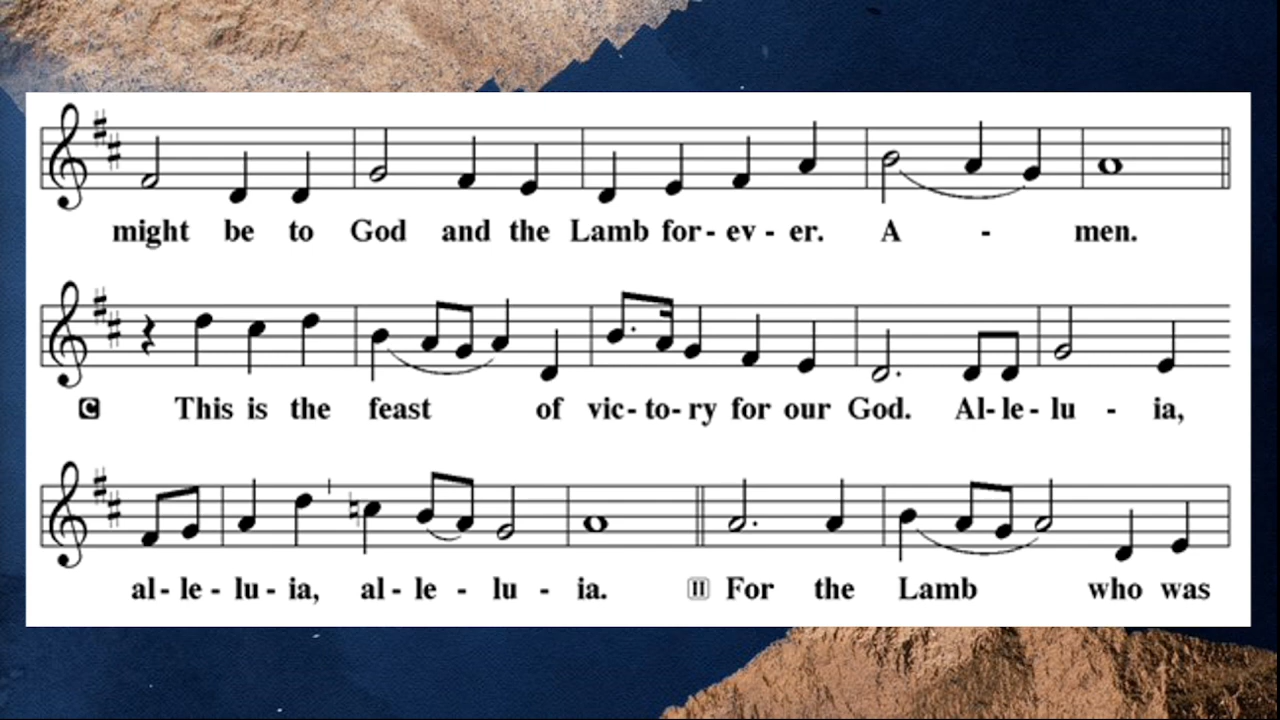 might be to God and the Lamb for - ev - er. A - men.
C This is the feast of vic - to - ry for our God. Al - le - lu - ia,
al - le - lu - ia, al - le - lu - ia. II For the Lamb who was